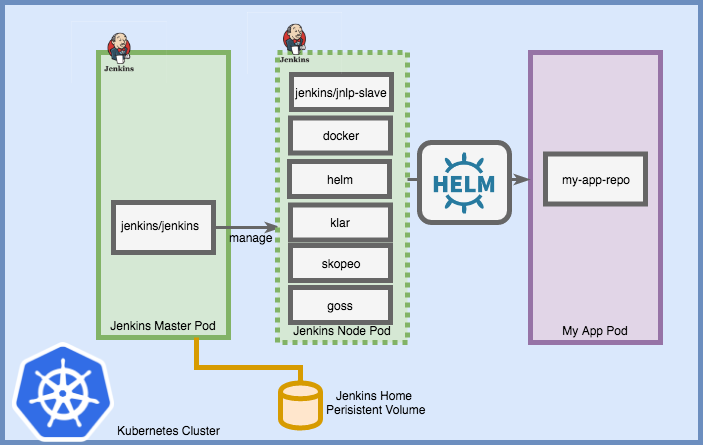 Jenkins
Jenkins
jenkins/jnlp-slave
docker
helm
klar
skopeo
goss
jenkins/jenkins
manage
HELM
my-app-repo
Jenkins Master Pod
Jenkins Node Pod
My App Pod
Jenkins Home
Perisistent Volume
Kubernetes Cluster